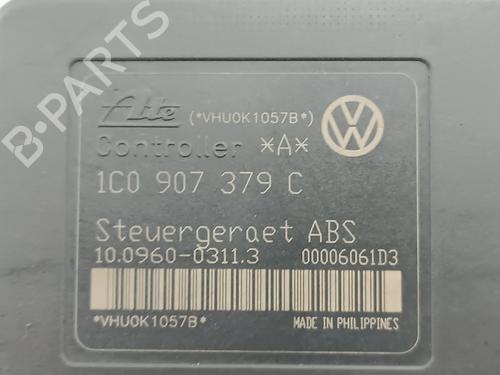 Ate (*VHU0K1057B*)
Controller *A*
1C0 907 379 C
Steuergeraet ABS
10.0960-0311.3 00006061D3
*VHU0K1057B* MADE IN PHILIPPINES
B-PARTS